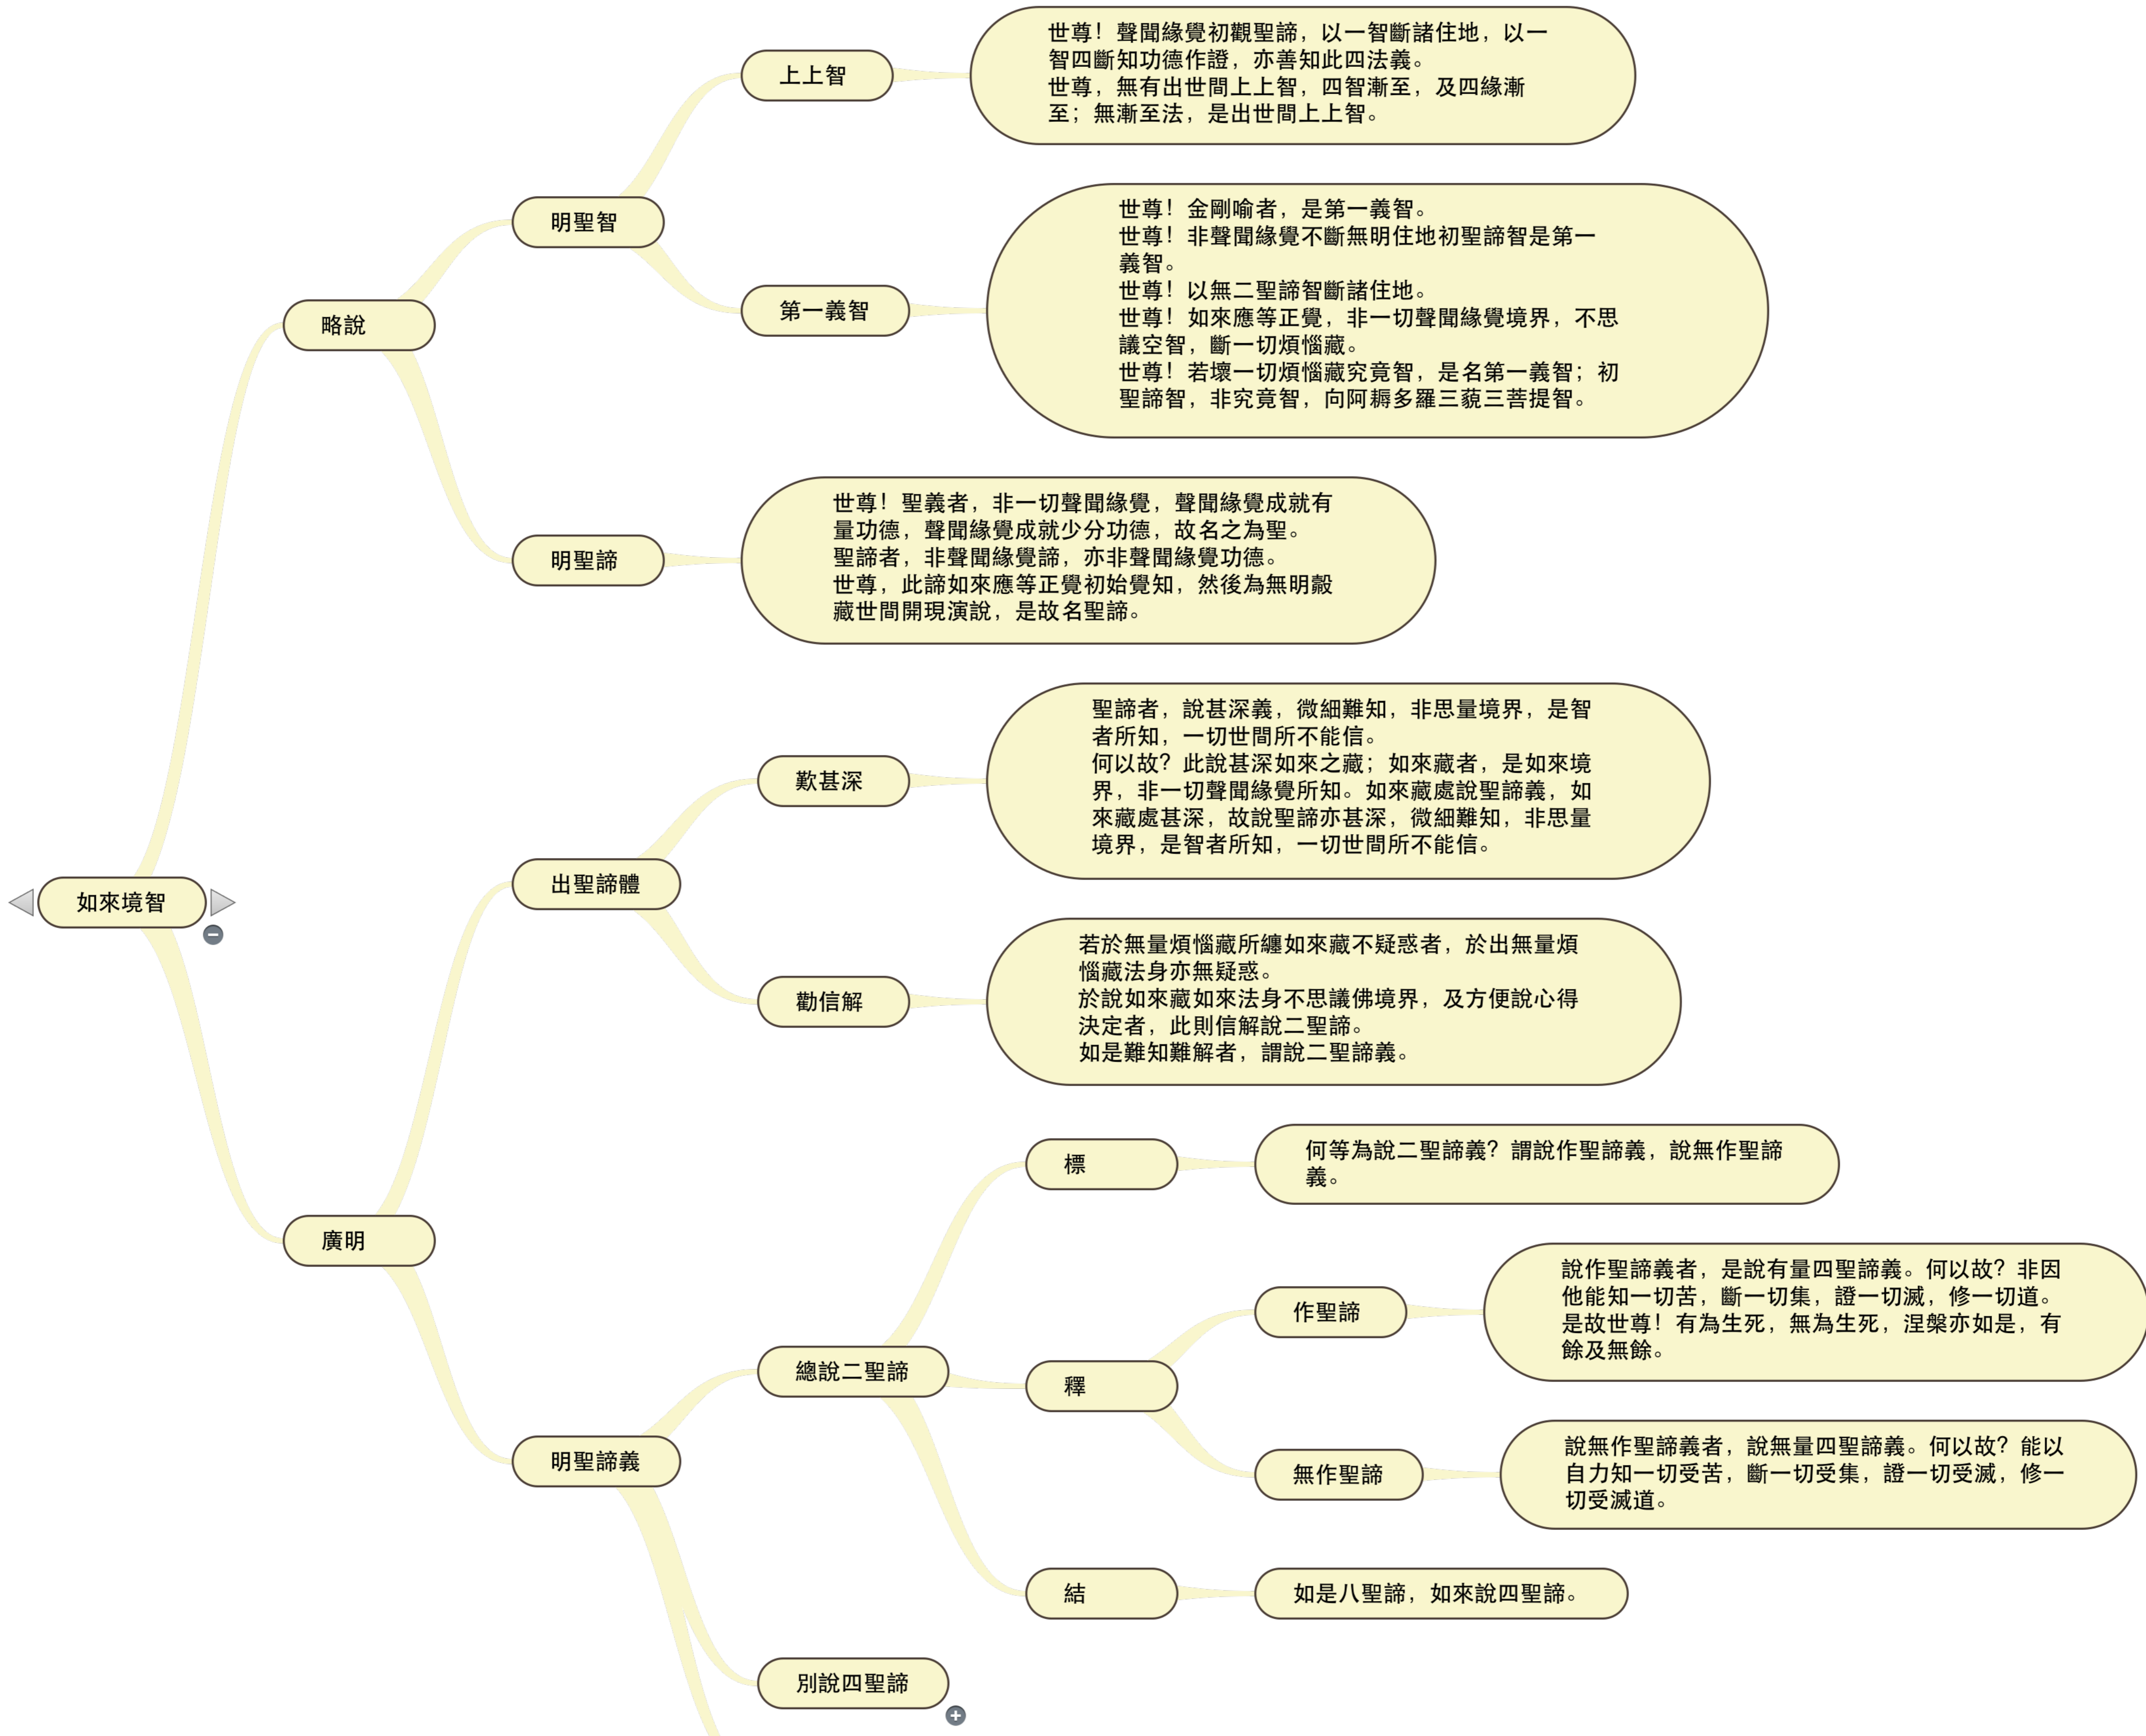 如來境智
略說
明聖智
上上智
世尊！聲聞緣覺初觀聖諦，以一智斷諸住地，以一
智四斷知功德作證，亦善知此四法義。
世尊，無有出世間上上智，四智漸至，及四緣漸
至；無漸至法，是出世間上上智。
第一義智
世尊！金剛喻者，是第一義智。
世尊！非聲聞緣覺不斷無明住地初聖諦智是第一
義智。
世尊！以無二聖諦智斷諸住地。
世尊！如來應等正覺，非一切聲聞緣覺境界，不思
議空智，斷一切煩惱藏。
世尊！若壞一切煩惱藏究竟智，是名第一義智；初
聖諦智，非究竟智，向阿耨多羅三藐三菩提智。
明聖諦
世尊！聖義者，非一切聲聞緣覺，聲聞緣覺成就有
量功德，聲聞緣覺成就少分功德，故名之為聖。
聖諦者，非聲聞緣覺諦，亦非聲聞緣覺功德。
世尊，此諦如來應等正覺初始覺知，然後為無明㲉
藏世間開現演說，是故名聖諦。
廣明
出聖諦體
歎甚深
聖諦者，說甚深義，微細難知，非思量境界，是智
者所知，一切世間所不能信。
何以故？此說甚深如來之藏；如來藏者，是如來境
界，非一切聲聞緣覺所知。如來藏處說聖諦義，如
來藏處甚深，故說聖諦亦甚深，微細難知，非思量
境界，是智者所知，一切世間所不能信。
勸信解
若於無量煩惱藏所纏如來藏不疑惑者，於出無量煩
惱藏法身亦無疑惑。
於說如來藏如來法身不思議佛境界，及方便說心得
決定者，此則信解說二聖諦。
如是難知難解者，謂說二聖諦義。
明聖諦義
總說二聖諦
標
何等為說二聖諦義？謂說作聖諦義，說無作聖諦
義。
釋
作聖諦
說作聖諦義者，是說有量四聖諦義。何以故？非因
他能知一切苦，斷一切集，證一切滅，修一切道。
是故世尊！有為生死，無為生死，涅槃亦如是，有
餘及無餘。
無作聖諦
說無作聖諦義者，說無量四聖諦義。何以故？能以
自力知一切受苦，斷一切受集，證一切受滅，修一
切受滅道。
結
如是八聖諦，如來說四聖諦。
別說四聖諦